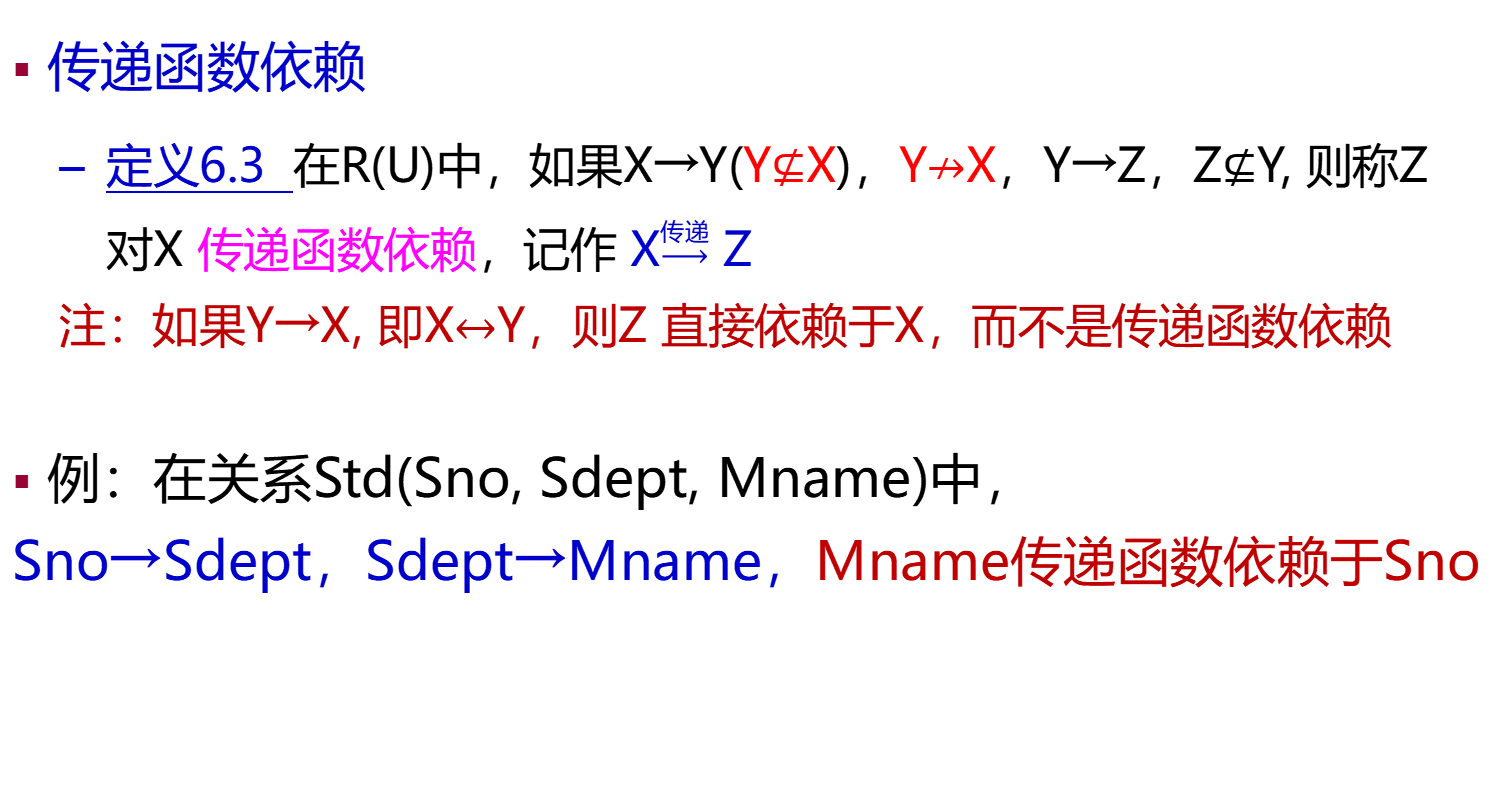 ▪ 传递函数依赖
– 定义6.3 在R(U)中，如果X→Y(Y⊈X)，Y↛X，Y→Z，Z⊈Y, 则称Z
对X 传递函数依赖，记作 X 传递⟶ Z
注：如果Y→X, 即X↔Y，则Z 直接依赖于X，而不是传递函数依赖
▪ 例：在关系Std(Sno, Sdept, Mname)中，
Sno→Sdept，Sdept→Mname，Mname传递函数依赖于Sno